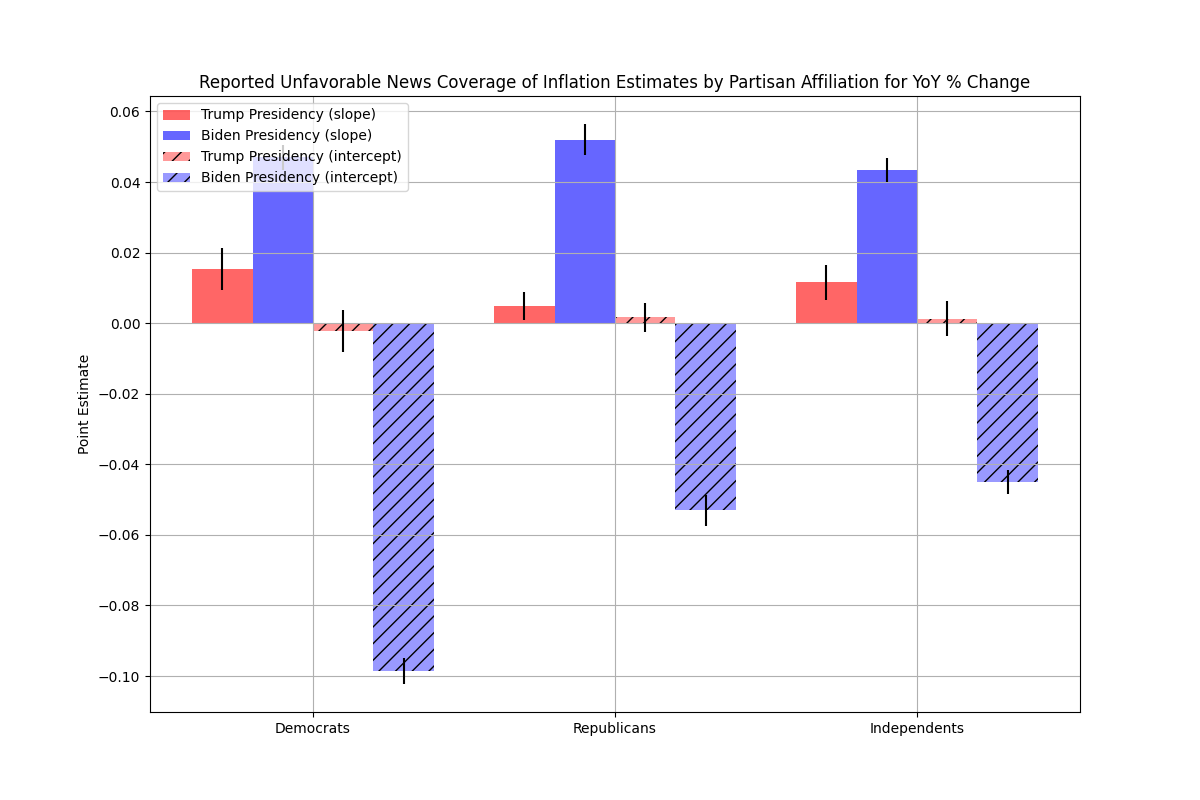 Reported Unfavorable News Coverage of Inflation Estimates by Partisan Affiliation for YoY % Change
Trump Presidency (slope)
Biden Presidency (slope)
Trump Presidency (intercept)
Biden Presidency (intercept)
0.06
0.04
0.02
0.00
−0.02
−0.04
−0.06
−0.08
−0.10
Point Estimate
Democrats
Republicans
Independents